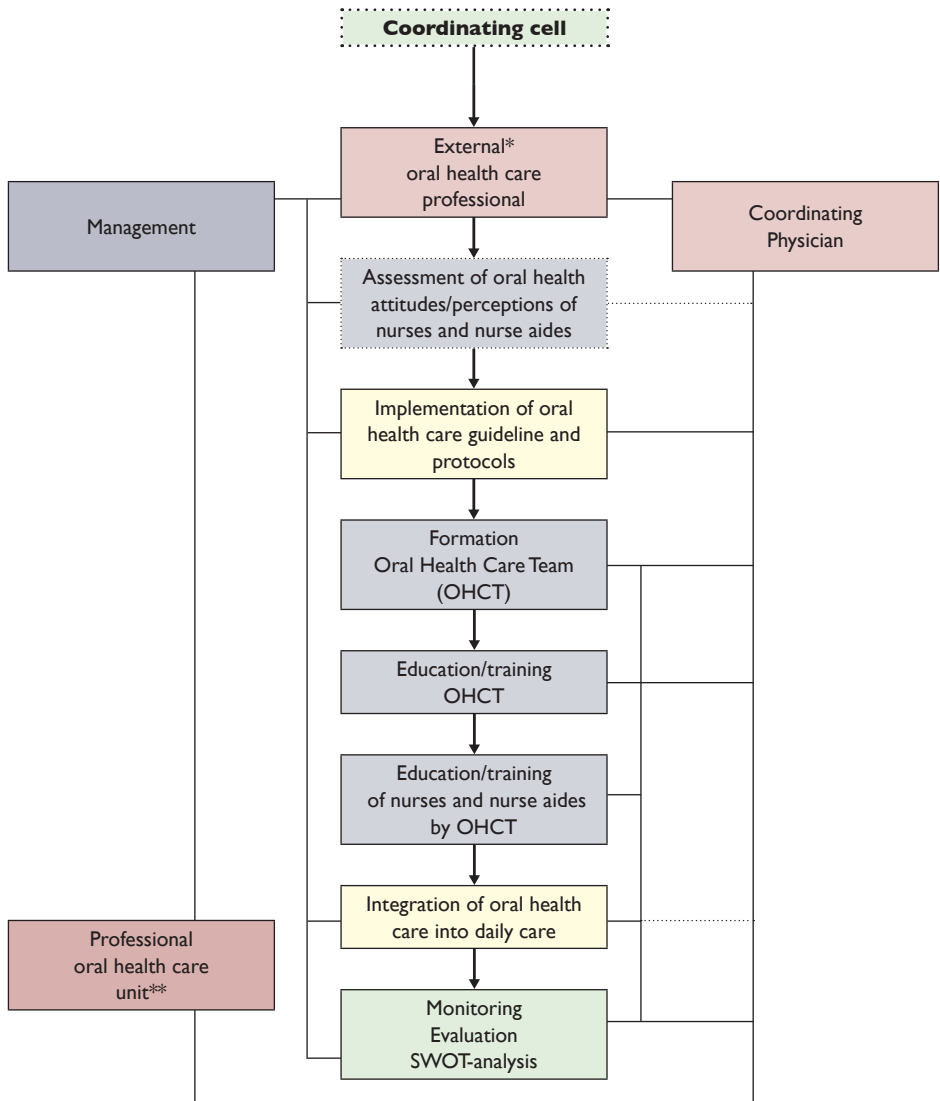 Coordinating cell
External*
oral health care
professional
Management
Coordinating
Physician
Assessment of oral health
attitudes/perceptions of
nurses and nurse aides
Implementation of oral
health care guideline and
protocols
Formation
Oral Health Care Team
(OHCT)
Education/training
OHCT
Education/training
of nurses and nurse aides
by OHCT
Integration of oral health
care into daily care
Professional
oral health care
unit**
Monitoring
Evaluation
SWOT-analysis